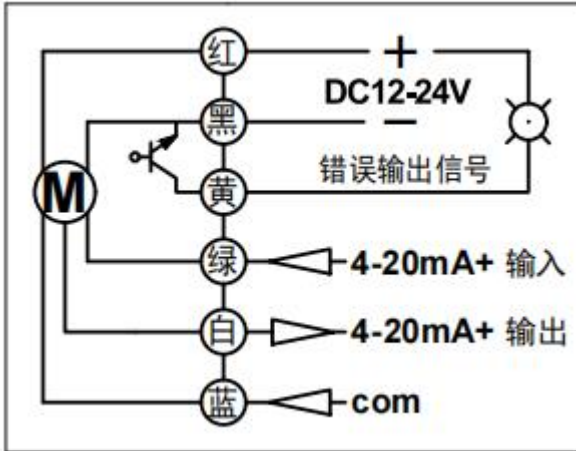 红
+
DC12-24V
黑
−
错误输出信号
黄
M
绿
4-20mA+ 输入
白
4-20mA+ 输出
蓝
com